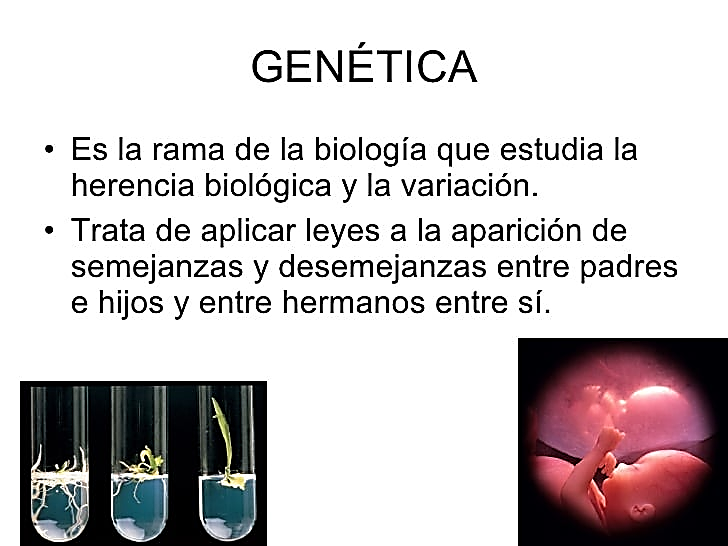 GENÉTICA
• Es la rama de la biología que estudia la
herencia biológica y la variación.
• Trata de aplicar leyes a la aparición de
semejanzas y desemejanzas entre padres
e hijos y entre hermanos entre sí.